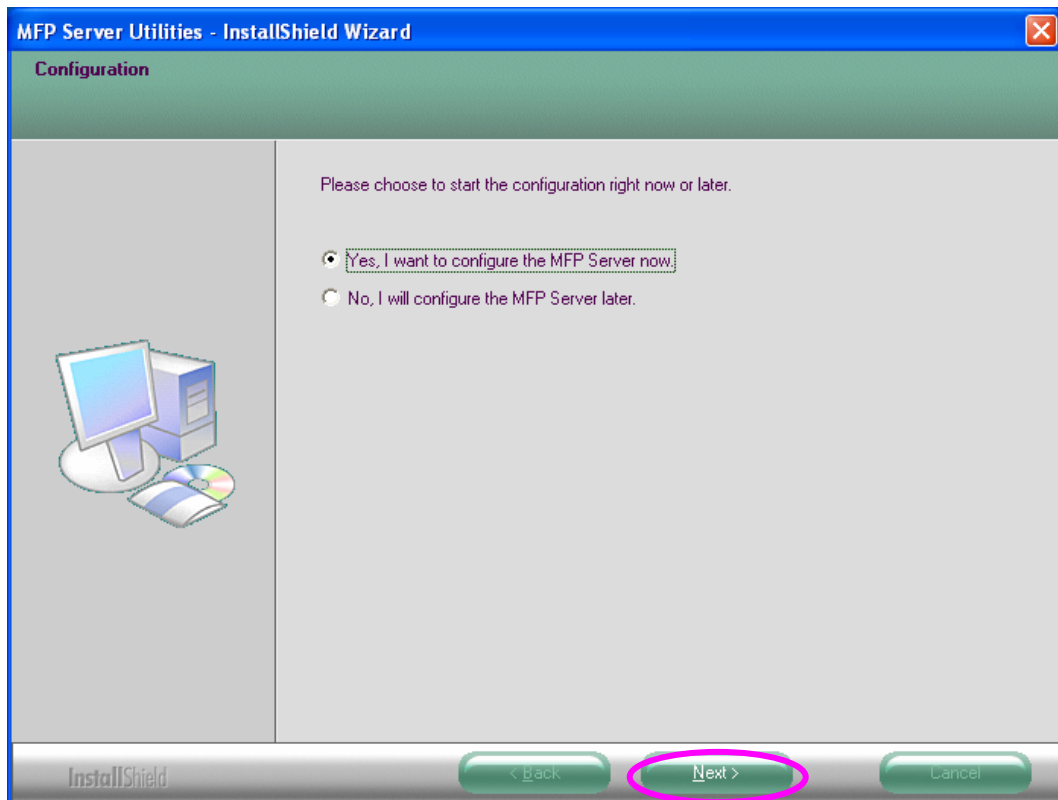 MFP Server Utilities - InstallShield Wizard
Configuration
Please choose to start the configuration right now or later.
Yes, I want to configure the MFP Server now.
No, I will configure the MFP Server later.
InstallShield
< Back
Next >
Cancel